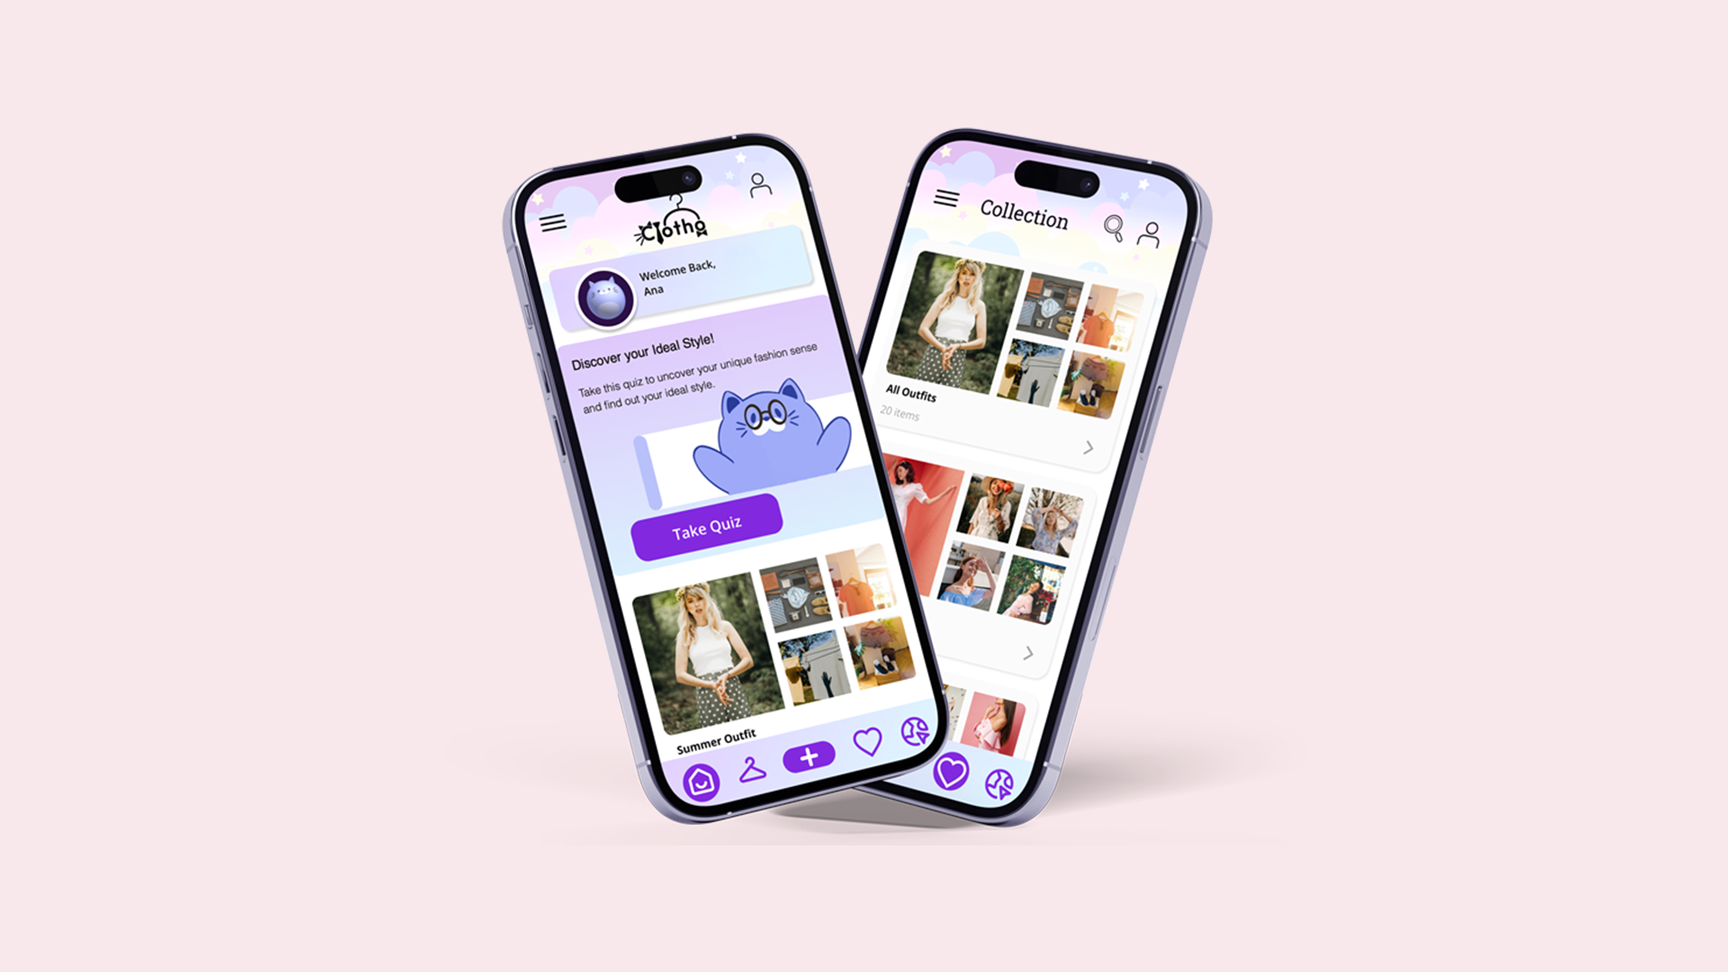 Clotho
Welcome Back,
Ana
Discover your Ideal Style!
Take this quiz to uncover your unique fashion sense
and find out your ideal style.
Take Quiz
Summer Outfit
Collection
All Outfits
20 items